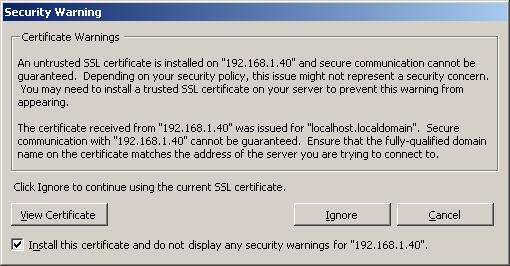 Security Warning
Certificate Warnings
An untrusted SSL certificate is installed on "192.168.1.40" and secure communication cannot be
guaranteed.  Depending on your security policy, this issue might not represent a security concern.
You may need to install a trusted SSL certificate on your server to prevent this warning from
appearing.
The certificate received from "192.168.1.40" was issued for "localhost.localdomain".  Secure
communication with "192.168.1.40" cannot be guaranteed.  Ensure that the fully-qualified domain
name on the certificate matches the address of the server you are trying to connect to.
Click Ignore to continue using the current SSL certificate.
View Certificate
Ignore
Cancel
Install this certificate and do not display any security warnings for "192.168.1.40".